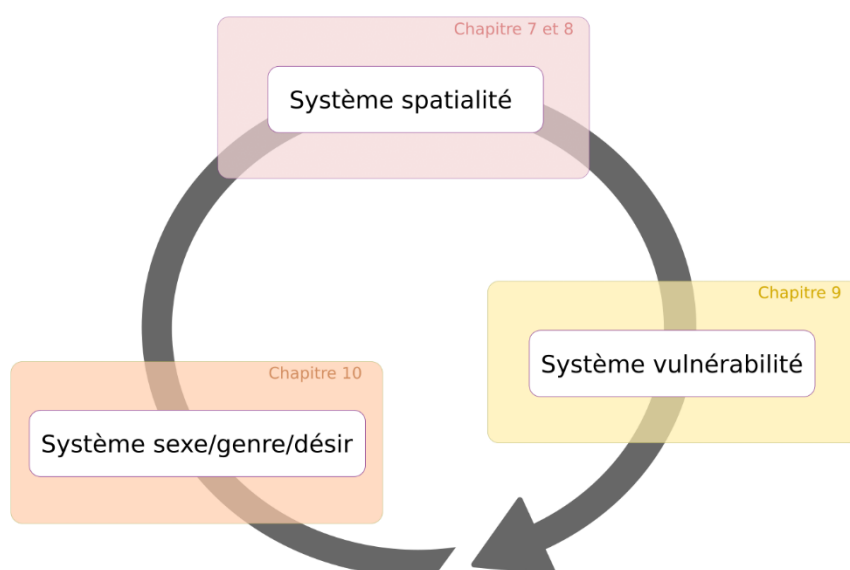 Chapitre 7 et 8
Système spatialité
Chapitre 9
Système vulnérabilité
Chapitre 10
Système sexe/genre/désir